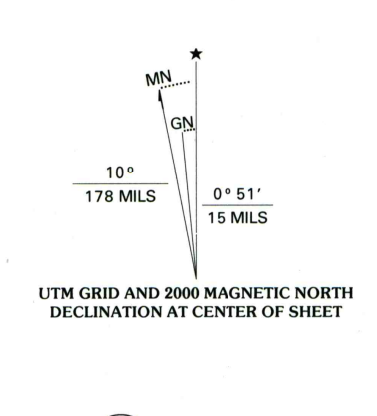 ★
MN
GN
10°
178 MILS
0° 51′
15 MILS
UTM GRID AND 2000 MAGNETIC NORTH
DECLINATION AT CENTER OF SHEET